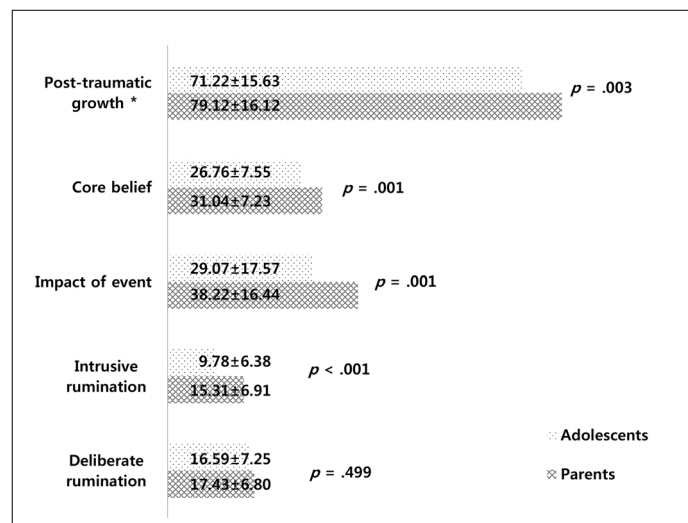 Post-traumatic
growth *
71.22±15.63
79.12±16.12
p = .003
Core belief
26.76±7.55
31.04±7.23
p = .001
Impact of event
29.07±17.57
38.22±16.44
p = .001
Intrusive
rumination
9.78±6.38
15.31±6.91
p < .001
Deliberate
rumination
16.59±7.25
17.43±6.80
p = .499
Adolescents
Parents